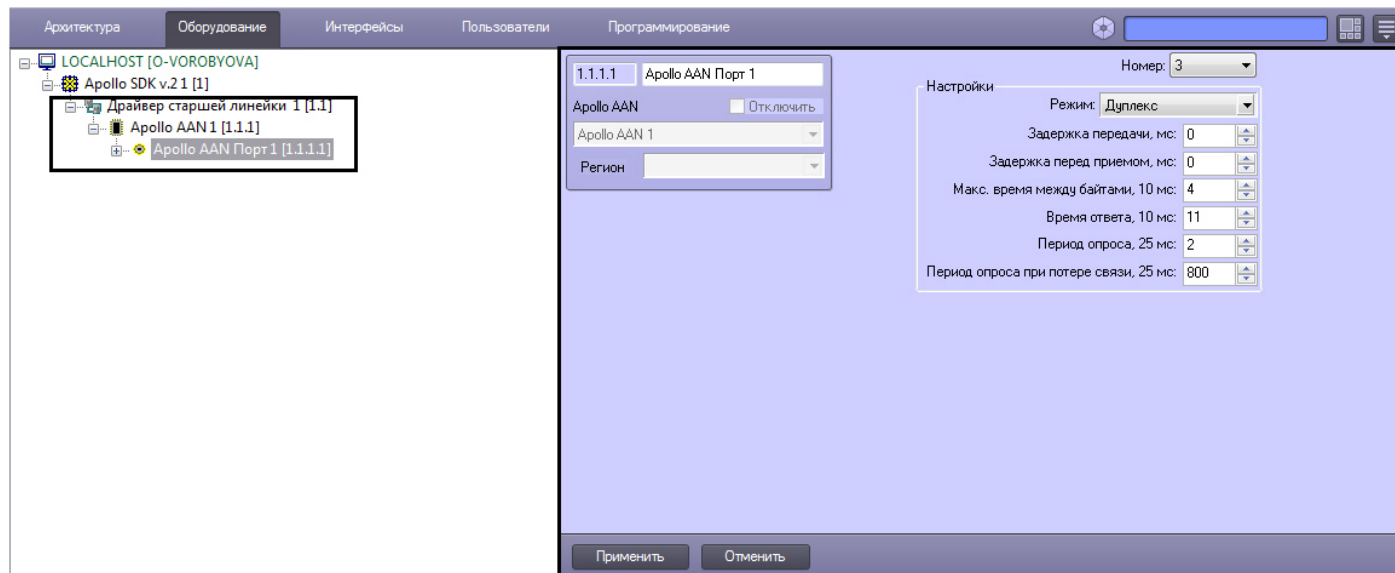 Архитектура Оборудование Интерфейсы Пользователи Программирование
LOCALHOST [O-VOROBYOVA]
Apollo SDK v.2 1 [1]
Драйвер старшей линейки 1 [1.1]
Apollo AAN 1 [1.1.1]
Apollo AAN Порт 1 [1.1.1.1]
1.1.1.1 Apollo AAN Порт 1
Apollo AAN Отключить
Apollo AAN 1
Регион
Номер: 3
Настройки
Режим: Дуплекс
Задержка передачи, мс: 0
Задержка перед приемом, мс: 0
Макс. время между байтами, 10 мс: 4
Время ответа, 10 мс: 11
Период опроса, 25 мс: 2
Период опроса при потере связи, 25 мс: 800
Применить Отменить